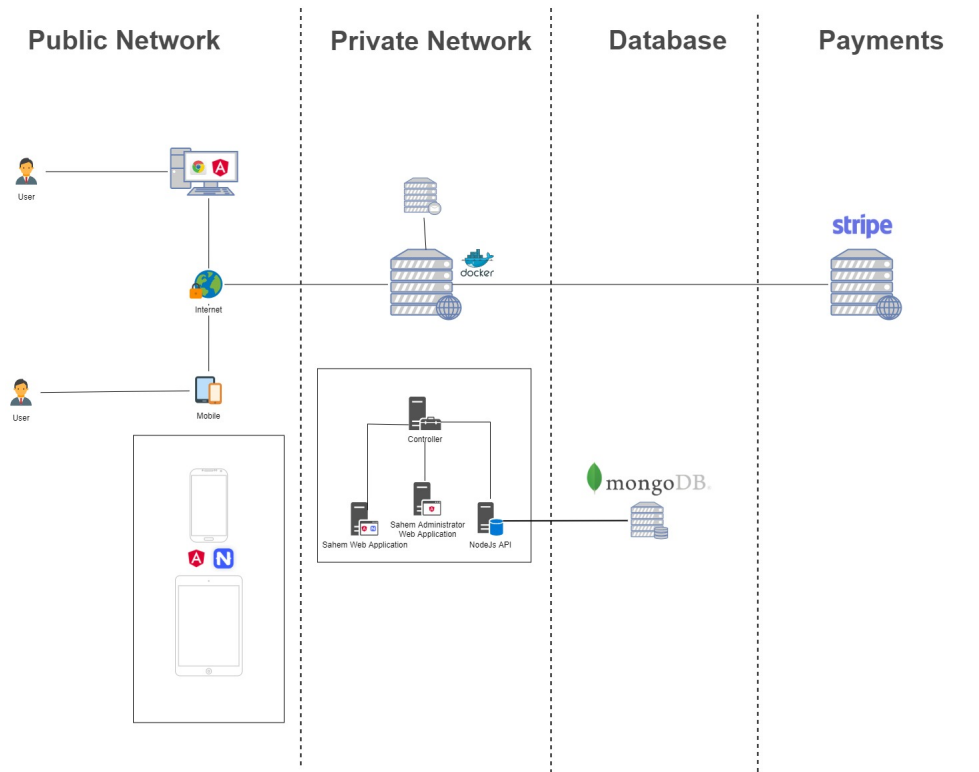 Public Network
Private Network
Database
Payments
User
stripe
docker
Internet
User
Mobile
Controller
mongoDB.
Sahem Administrator
Web Application
Sahem Web Application
NodeJs API